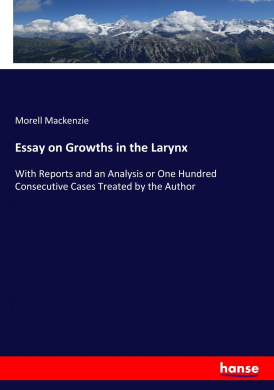 Morell Mackenzie
Essay on Growths in the Larynx
With Reports and an Analysis or One Hundred
Consecutive Cases Treated by the Author
hanse